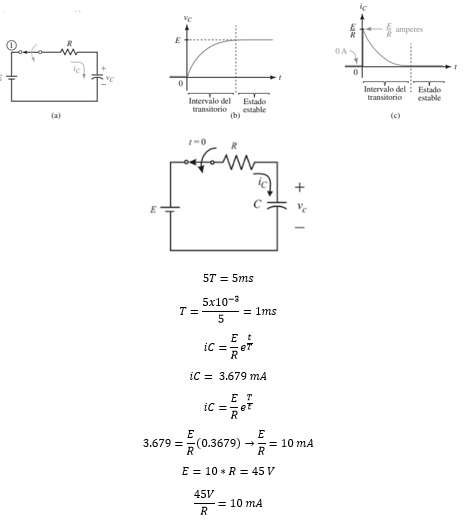 ①
R
iC
E
+
vC
−
(a)
vC
E
0
t
Intervalo del transitorio
Estado estable
(b)
iC
E/R
E/R amperes
0 A
0
t
Intervalo del transitorio
Estado estable
(c)
t=0
R
iC
E
C
+
vc
−
5T = 5ms
T = 5x10⁻³/5 = 1ms
iC = E/R e^(t/T)
iC = 3.679 mA
iC = E/R e^(T/t)
3.679 = E/R (0.3679) → E/R = 10 mA
E = 10 * R = 45 V
45V/R = 10 mA